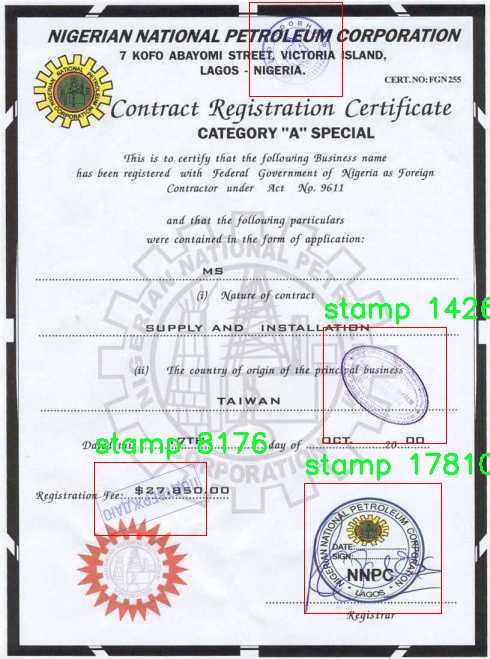 NIGERIAN NATIONAL PETROLEUM CORPORATION
7 KOFO ABAYOMI STREET, VICTORIA ISLAND,
LAGOS - NIGERIA.
CERT. NO: FGN 255
Contract Registration Certificate
CATEGORY "A" SPECIAL
This is to certify that the following Business name
has been registered with Federal Government of Nigeria as Foreign
Contractor under Act No. 9611
and that the following particulars
were contained in the form of application:
MS
(i) Nature of contract
SUPPLY AND INSTALLATION
stamp 1426
(ii) The country of origin of the principal business
TAIWAN
stamp 8176
17TH day of OCT. 20 00
stamp 17810
Registration Fee: $27,850.00
ПОДТВЕРЖДАЮ
NIGERIAN NATIONAL PETROLEUM CORPORATION
DATE:
SIGN:
NNPC
LAGOS
Registrar